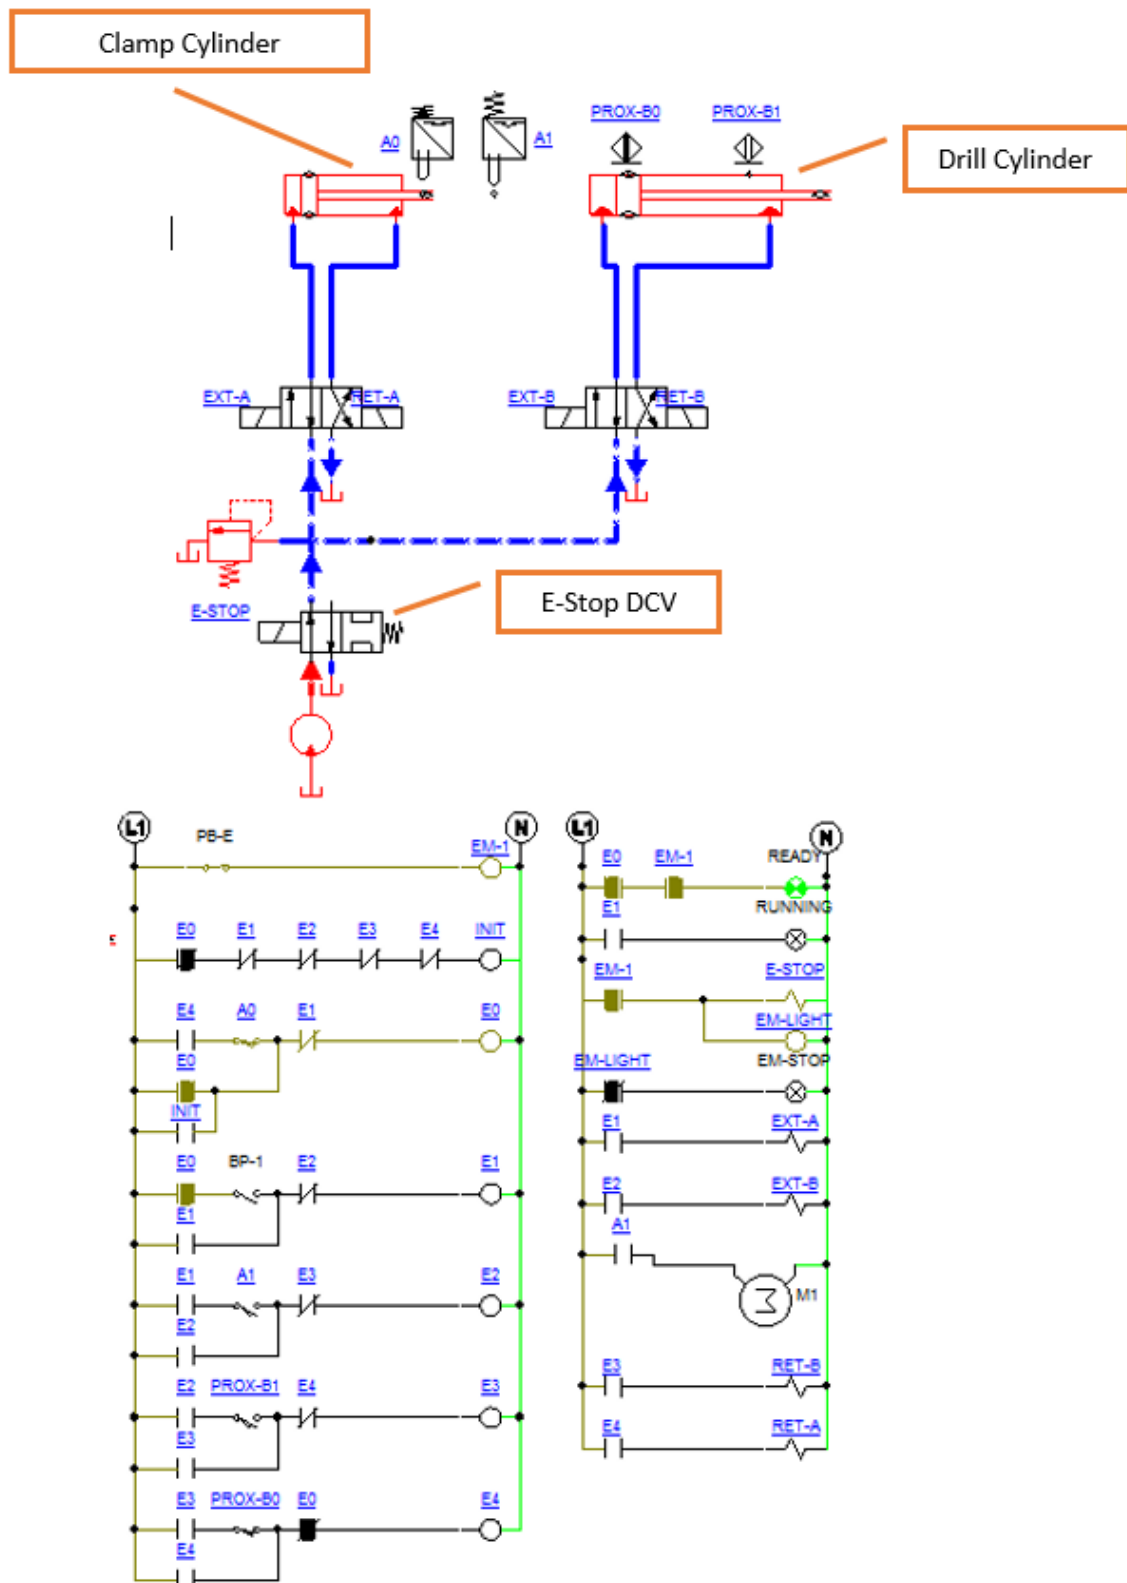 Clamp Cylinder
PROX-B0 PROX-B1
A0 A1
Drill Cylinder
EXT-A RET-A EXT-B RET-B
E-STOP
E-Stop DCV
L1 PB-E N
EM-1
E0 E1 E2 E3 E4 INIT
E4 A0 E1 E0
E0
INIT
E0 BP-1 E2 E1
E1
E1 A1 E3 E2
E2
E2 PROX-B1 E4 E3
E3
E3 PROX-B0 E0 E4
E4
L1 N
E0 EM-1 READY
E1 RUNNING
EM-1 E-STOP
EM-LIGHT
EM-LIGHT EM-STOP
E1 EXT-A
E2 EXT-B
A1
M1
E3 RET-B
E4 RET-A